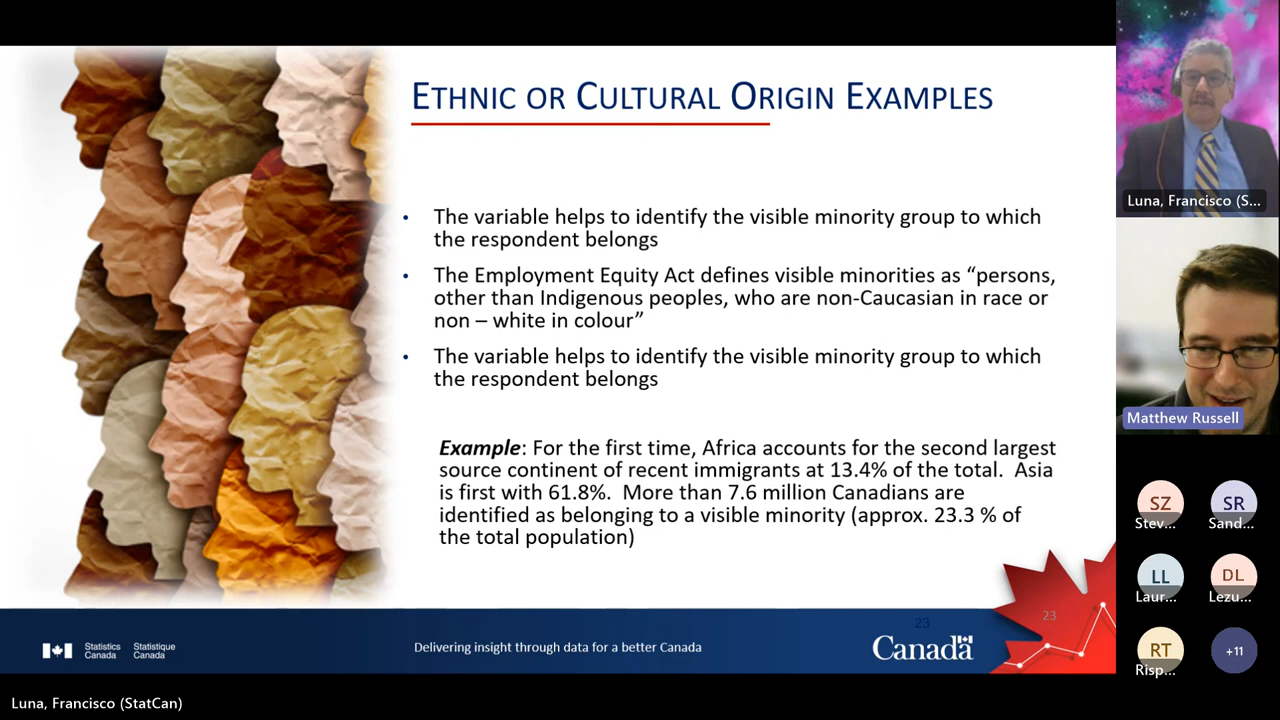 ETHNIC OR CULTURAL ORIGIN EXAMPLES
• The variable helps to identify the visible minority group to which
the respondent belongs
• The Employment Equity Act defines visible minorities as “persons,
other than Indigenous peoples, who are non-Caucasian in race or
non – white in colour”
• The variable helps to identify the visible minority group to which
the respondent belongs
Example: For the first time, Africa accounts for the second largest
source continent of recent immigrants at 13.4% of the total. Asia
is first with 61.8%. More than 7.6 million Canadians are
identified as belonging to a visible minority (approx. 23.3 % of
the total population)
23
23
Statistics Statistique
Canada Canada
Delivering insight through data for a better Canada
Canada
Luna, Francisco (StatCan)
Luna, Francisco (S...
Matthew Russell
SZ SR
Stev... Sand...
LL DL
Laur... Lezu...
RT +11
Risp...